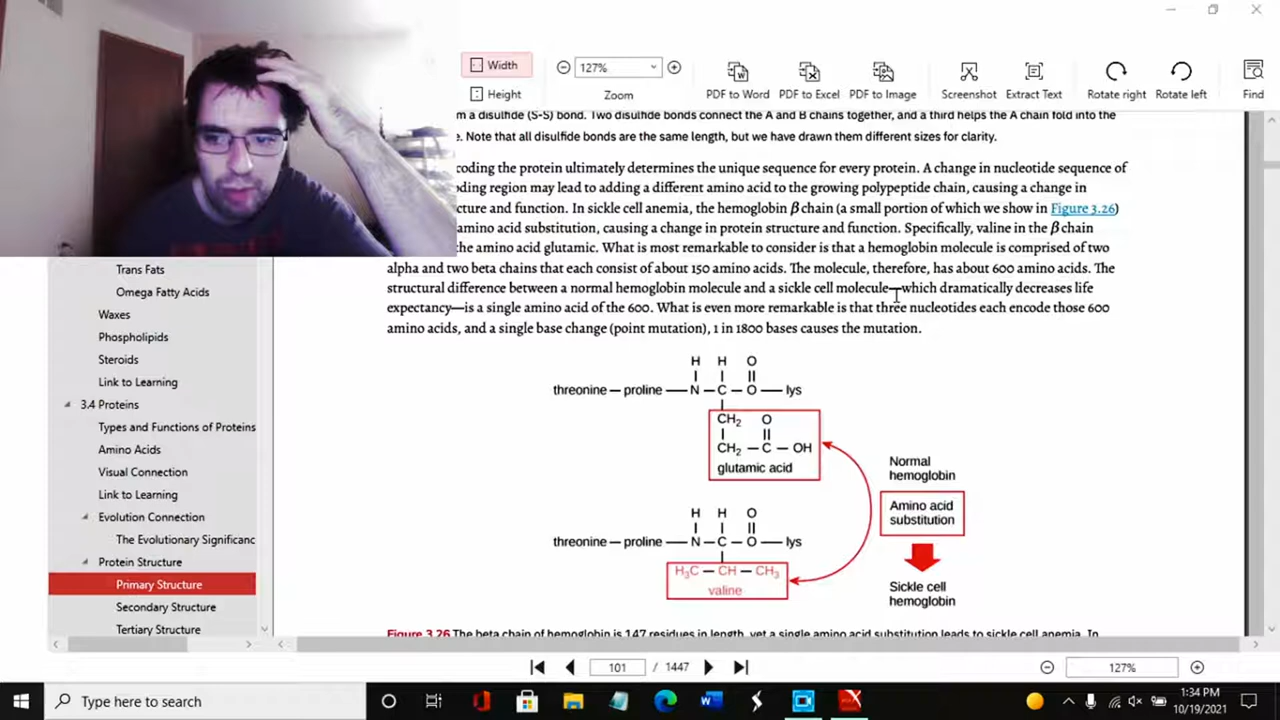 Width
Height
127%
Zoom
PDF to Word
PDF to Excel
PDF to Image
Screenshot
Extract Text
Rotate right
Rotate left
Find
m a disulfide (S-S) bond. Two disulfide bonds connect the A and B chains together, and a third helps the A chain fold into the
. Note that all disulfide bonds are the same length, but we have drawn them different sizes for clarity.
coding the protein ultimately determines the unique sequence for every protein. A change in nucleotide sequence of
oding region may lead to adding a different amino acid to the growing polypeptide chain, causing a change in
cture and function. In sickle cell anemia, the hemoglobin β chain (a small portion of which we show in Figure 3.26)
amino acid substitution, causing a change in protein structure and function. Specifically, valine in the β chain
the amino acid glutamic. What is most remarkable to consider is that a hemoglobin molecule is comprised of two
alpha and two beta chains that each consist of about 150 amino acids. The molecule, therefore, has about 600 amino acids. The
structural difference between a normal hemoglobin molecule and a sickle cell molecule—which dramatically decreases life
expectancy—is a single amino acid of the 600. What is even more remarkable is that three nucleotides each encode those 600
amino acids, and a single base change (point mutation), 1 in 1800 bases causes the mutation.
Trans Fats
Omega Fatty Acids
Waxes
Phospholipids
Steroids
Link to Learning
3.4 Proteins
Types and Functions of Proteins
Amino Acids
Visual Connection
Link to Learning
Evolution Connection
The Evolutionary Significanc
Protein Structure
Primary Structure
Secondary Structure
Tertiary Structure
H H O
threonine — proline — N — C — O — lys
CH2 O
CH2 — C — OH
glutamic acid
Normal
hemoglobin
Amino acid
substitution
Sickle cell
hemoglobin
H H O
threonine — proline — N — C — O — lys
H3C — CH — CH3
valine
Figure 3.26 The beta chain of hemoglobin is 147 residues in length, yet a single amino acid substitution leads to sickle cell anemia. In
101 / 1447
127%
Type here to search
1:34 PM
10/19/2021